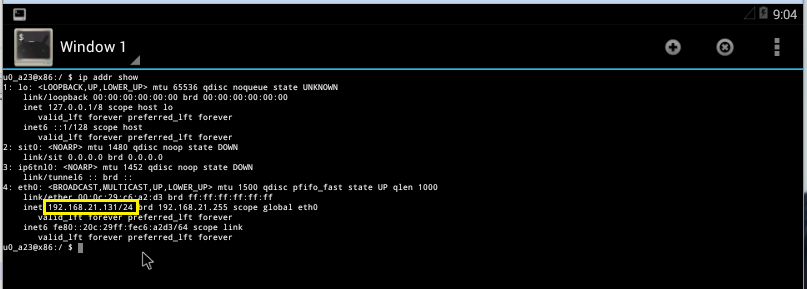 9:04
Window 1
u0_a23@x86:/ $ ip addr show
1: lo: <LOOPBACK,UP,LOWER_UP> mtu 65536 qdisc noqueue state UNKNOWN
link/loopback 00:00:00:00:00:00 brd 00:00:00:00:00:00
inet 127.0.0.1/8 scope host lo
valid_lft forever preferred_lft forever
inet6 ::1/128 scope host
valid_lft forever preferred_lft forever
2: sit0: <NOARP> mtu 1480 qdisc noop state DOWN
link/sit 0.0.0.0 brd 0.0.0.0
3: ip6tnl0: <NOARP> mtu 1452 qdisc noop state DOWN
link/tunnel6 :: brd ::
4: eth0: <BROADCAST,MULTICAST,UP,LOWER_UP> mtu 1500 qdisc pfifo_fast state UP qlen 1000
link/ether 00:0c:29:c6:a2:d3 brd ff:ff:ff:ff:ff:ff
inet 192.168.21.131/24 brd 192.168.21.255 scope global eth0
valid_lft forever preferred_lft forever
inet6 fe80::20c:29ff:fec6:a2d3/64 scope link
valid_lft forever preferred_lft forever
u0_a23@x86:/ $